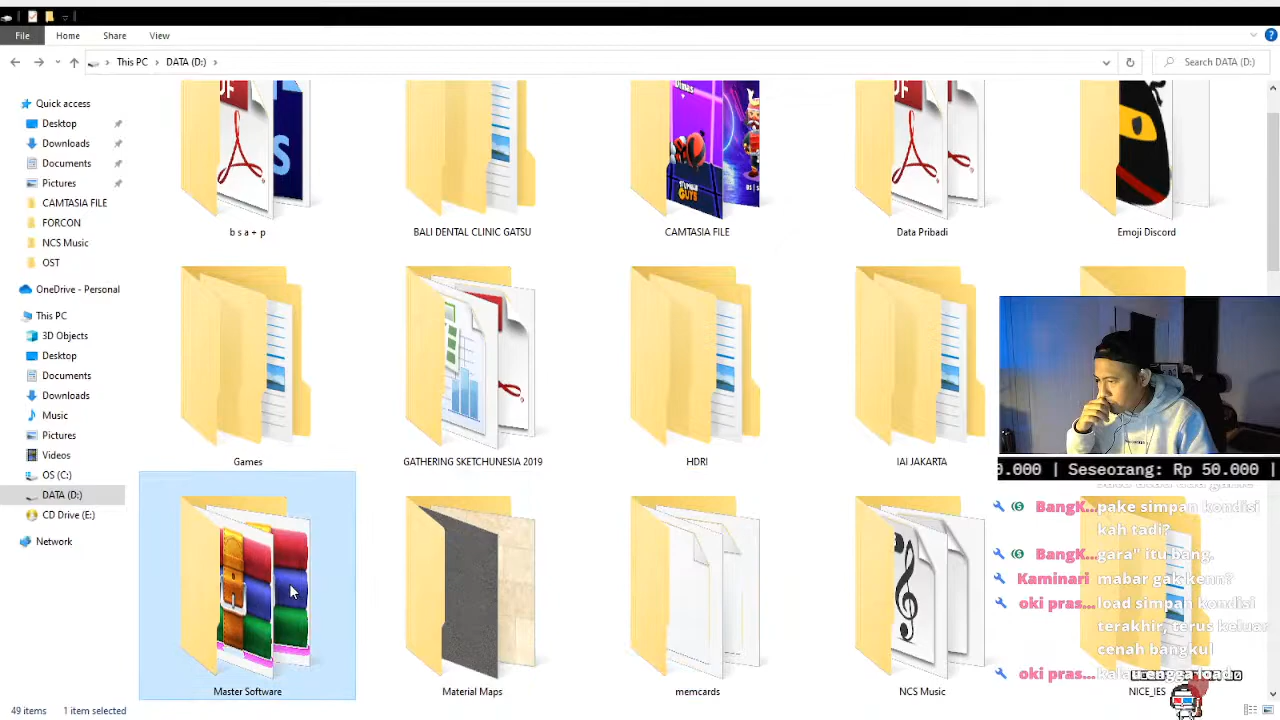 File Home Share View
This PC > DATA (D:) >
Search DATA (D:)
Quick access
Desktop
Downloads
Documents
Pictures
CAMTASIA FILE
FORCON
NCS Music
OST
OneDrive - Personal
This PC
3D Objects
Desktop
Documents
Downloads
Music
Pictures
Videos
OS (C:)
DATA (D:)
CD Drive (E:)
Network
b s a + p
BALI DENTAL CLINIC GATSU
CAMTASIA FILE
Data Pribadi
Emoji Discord
Games
GATHERING SKETCHUNESIA 2019
HDRI
IAI JAKARTA
Master Software
Material Maps
memcards
NCS Music
NICE_IES
0.000 | Seseorang: Rp 50.000 |
BangK... pake simpan kondisi
kah tadi?
BangK... gara" itu bang.
Kaminari mabar gak kenn?
oki pras... load simpan kondisi
terakhir, terus keluar
cenah bangkul
oki pras...
49 items 1 item selected